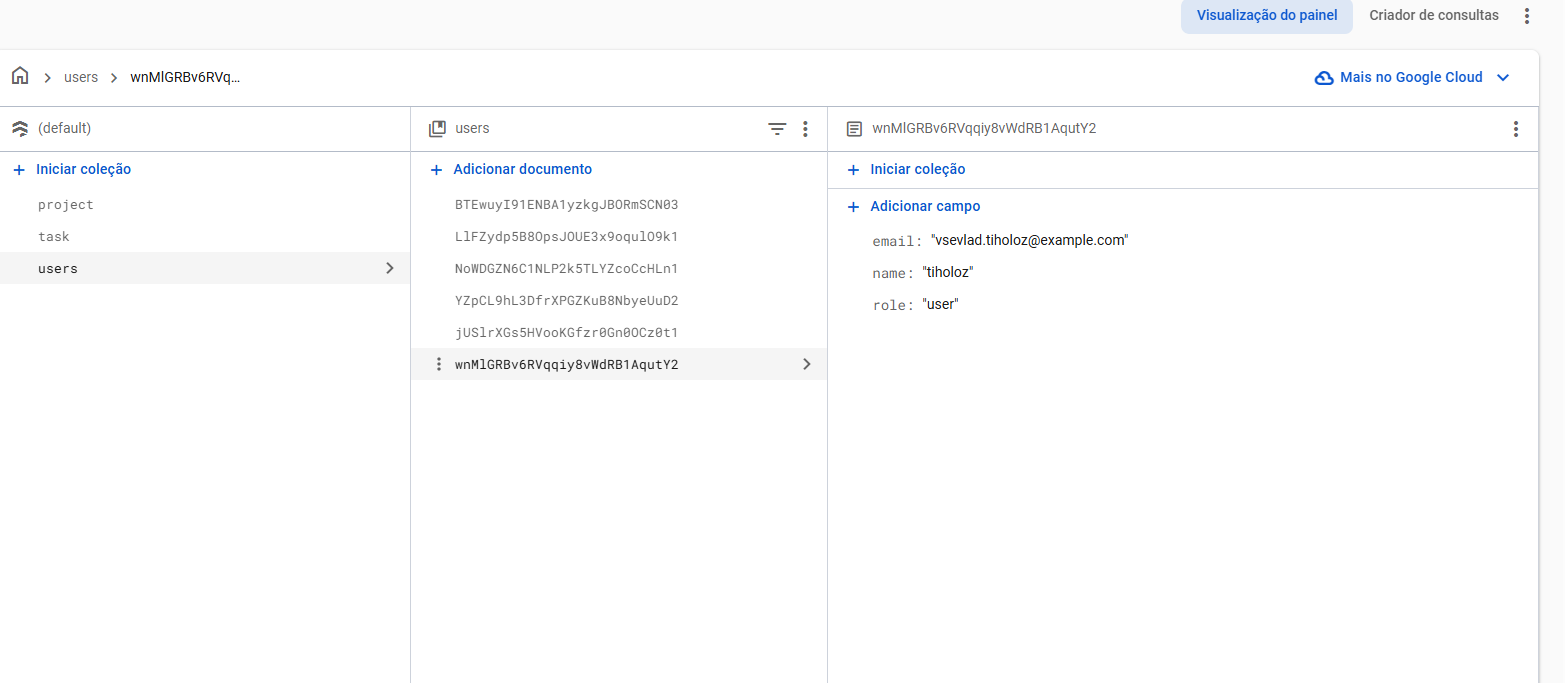 Visualização do painel
Criador de consultas
users
wnMlGRBv6RVq...
Mais no Google Cloud
(default)
Iniciar coleção
project
task
users
users
Adicionar documento
BTEwuyI91ENBA1yzkgJBORmSCN03
LlFZydp5B8OpsJOUE3x9oqulO9k1
NoWDGZN6C1NLP2k5TLYZcoCcHLn1
YZpCL9hL3DfrXPGZKuB8NbyeUuD2
jUSlrXGs5HVooKGfzr0Gn0OCz0t1
wnMlGRBv6RVqqiy8vWdRB1AqutY2
wnMlGRBv6RVqqiy8vWdRB1AqutY2
Iniciar coleção
Adicionar campo
email: "vsevlad.tiholoz@example.com"
name: "tiholoz"
role: "user"